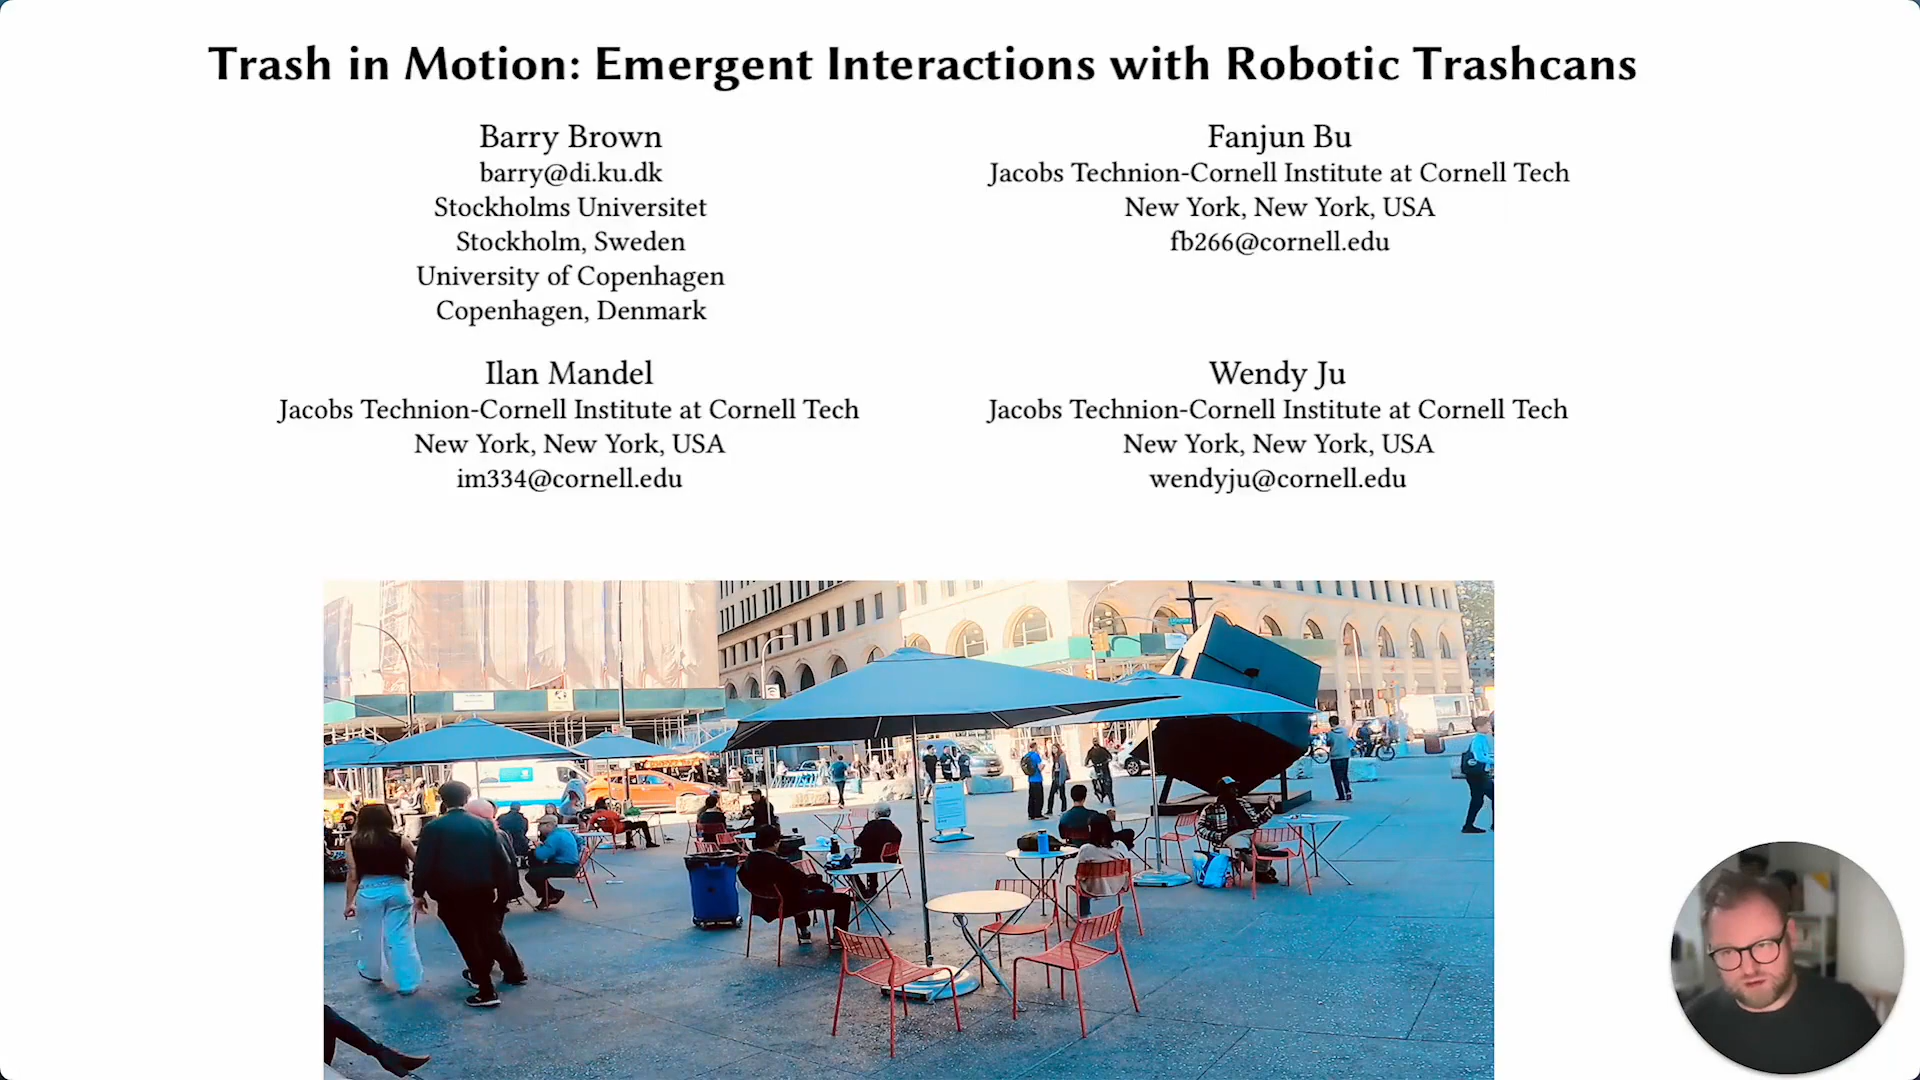 Trash in Motion: Emergent Interactions with Robotic Trashcans
Barry Brown
barry@di.ku.dk
Stockholms Universitet
Stockholm, Sweden
University of Copenhagen
Copenhagen, Denmark
Fanjun Bu
Jacobs Technion-Cornell Institute at Cornell Tech
New York, New York, USA
fb266@cornell.edu
Ilan Mandel
Jacobs Technion-Cornell Institute at Cornell Tech
New York, New York, USA
im334@cornell.edu
Wendy Ju
Jacobs Technion-Cornell Institute at Cornell Tech
New York, New York, USA
wendyju@cornell.edu